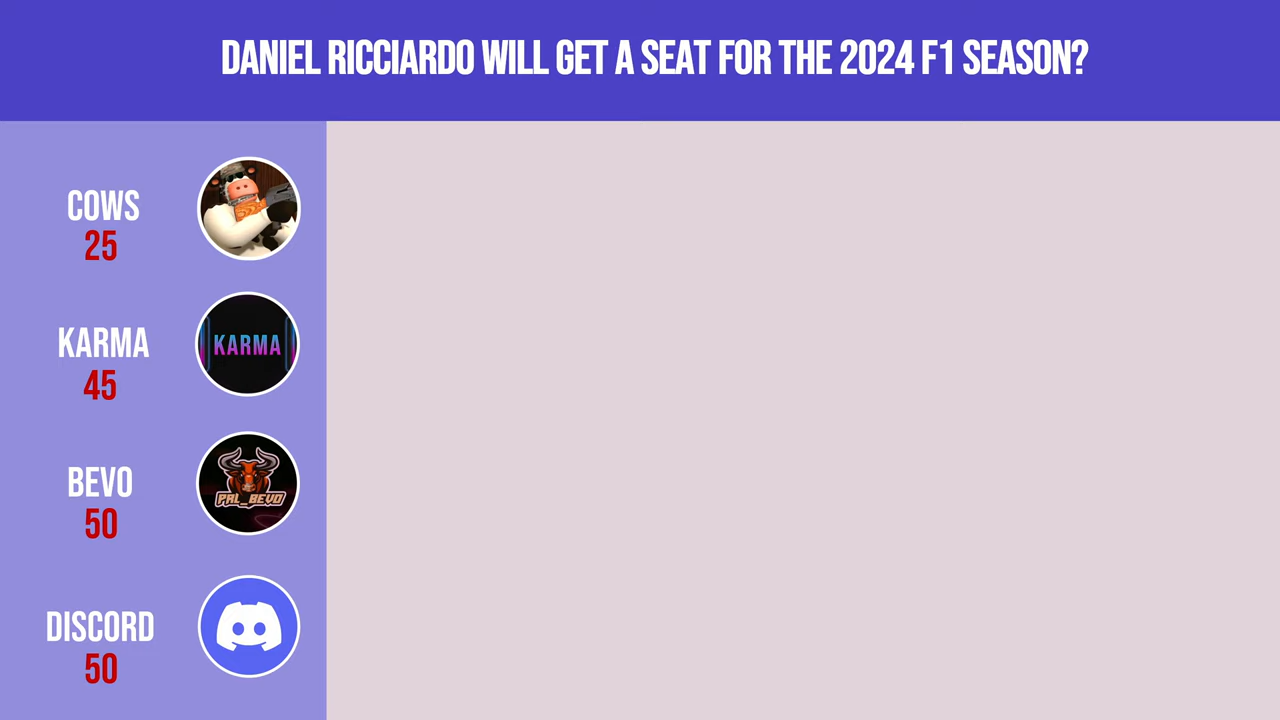 DANIEL RICCIARDO WILL GET A SEAT FOR THE 2024 F1 SEASON?
COWS
25
KARMA
45
KARMA
BEVO
50
PRL_BEVO
DISCORD
50